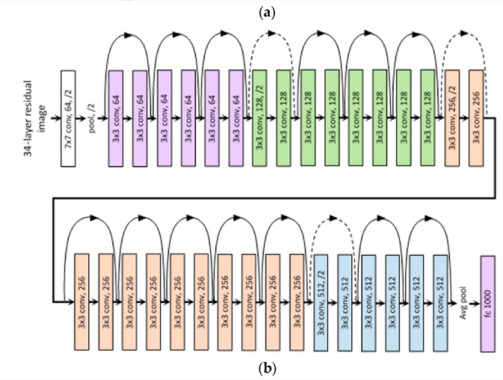 (a)
34-layer residual
image
7x7 conv, 64, /2
pool, /2
3x3 conv, 64
3x3 conv, 64
3x3 conv, 64
3x3 conv, 64
3x3 conv, 64
3x3 conv, 64
3x3 conv, 128, /2
3x3 conv, 128
3x3 conv, 128
3x3 conv, 128
3x3 conv, 128
3x3 conv, 128
3x3 conv, 128
3x3 conv, 128
3x3 conv, 256, /2
3x3 conv, 256
3x3 conv, 256
3x3 conv, 256
3x3 conv, 256
3x3 conv, 256
3x3 conv, 256
3x3 conv, 256
3x3 conv, 256
3x3 conv, 256
3x3 conv, 256
3x3 conv, 256
3x3 conv, 512, /2
3x3 conv, 512
3x3 conv, 512
3x3 conv, 512
3x3 conv, 512
3x3 conv, 512
Avg pool
fc 1000
(b)